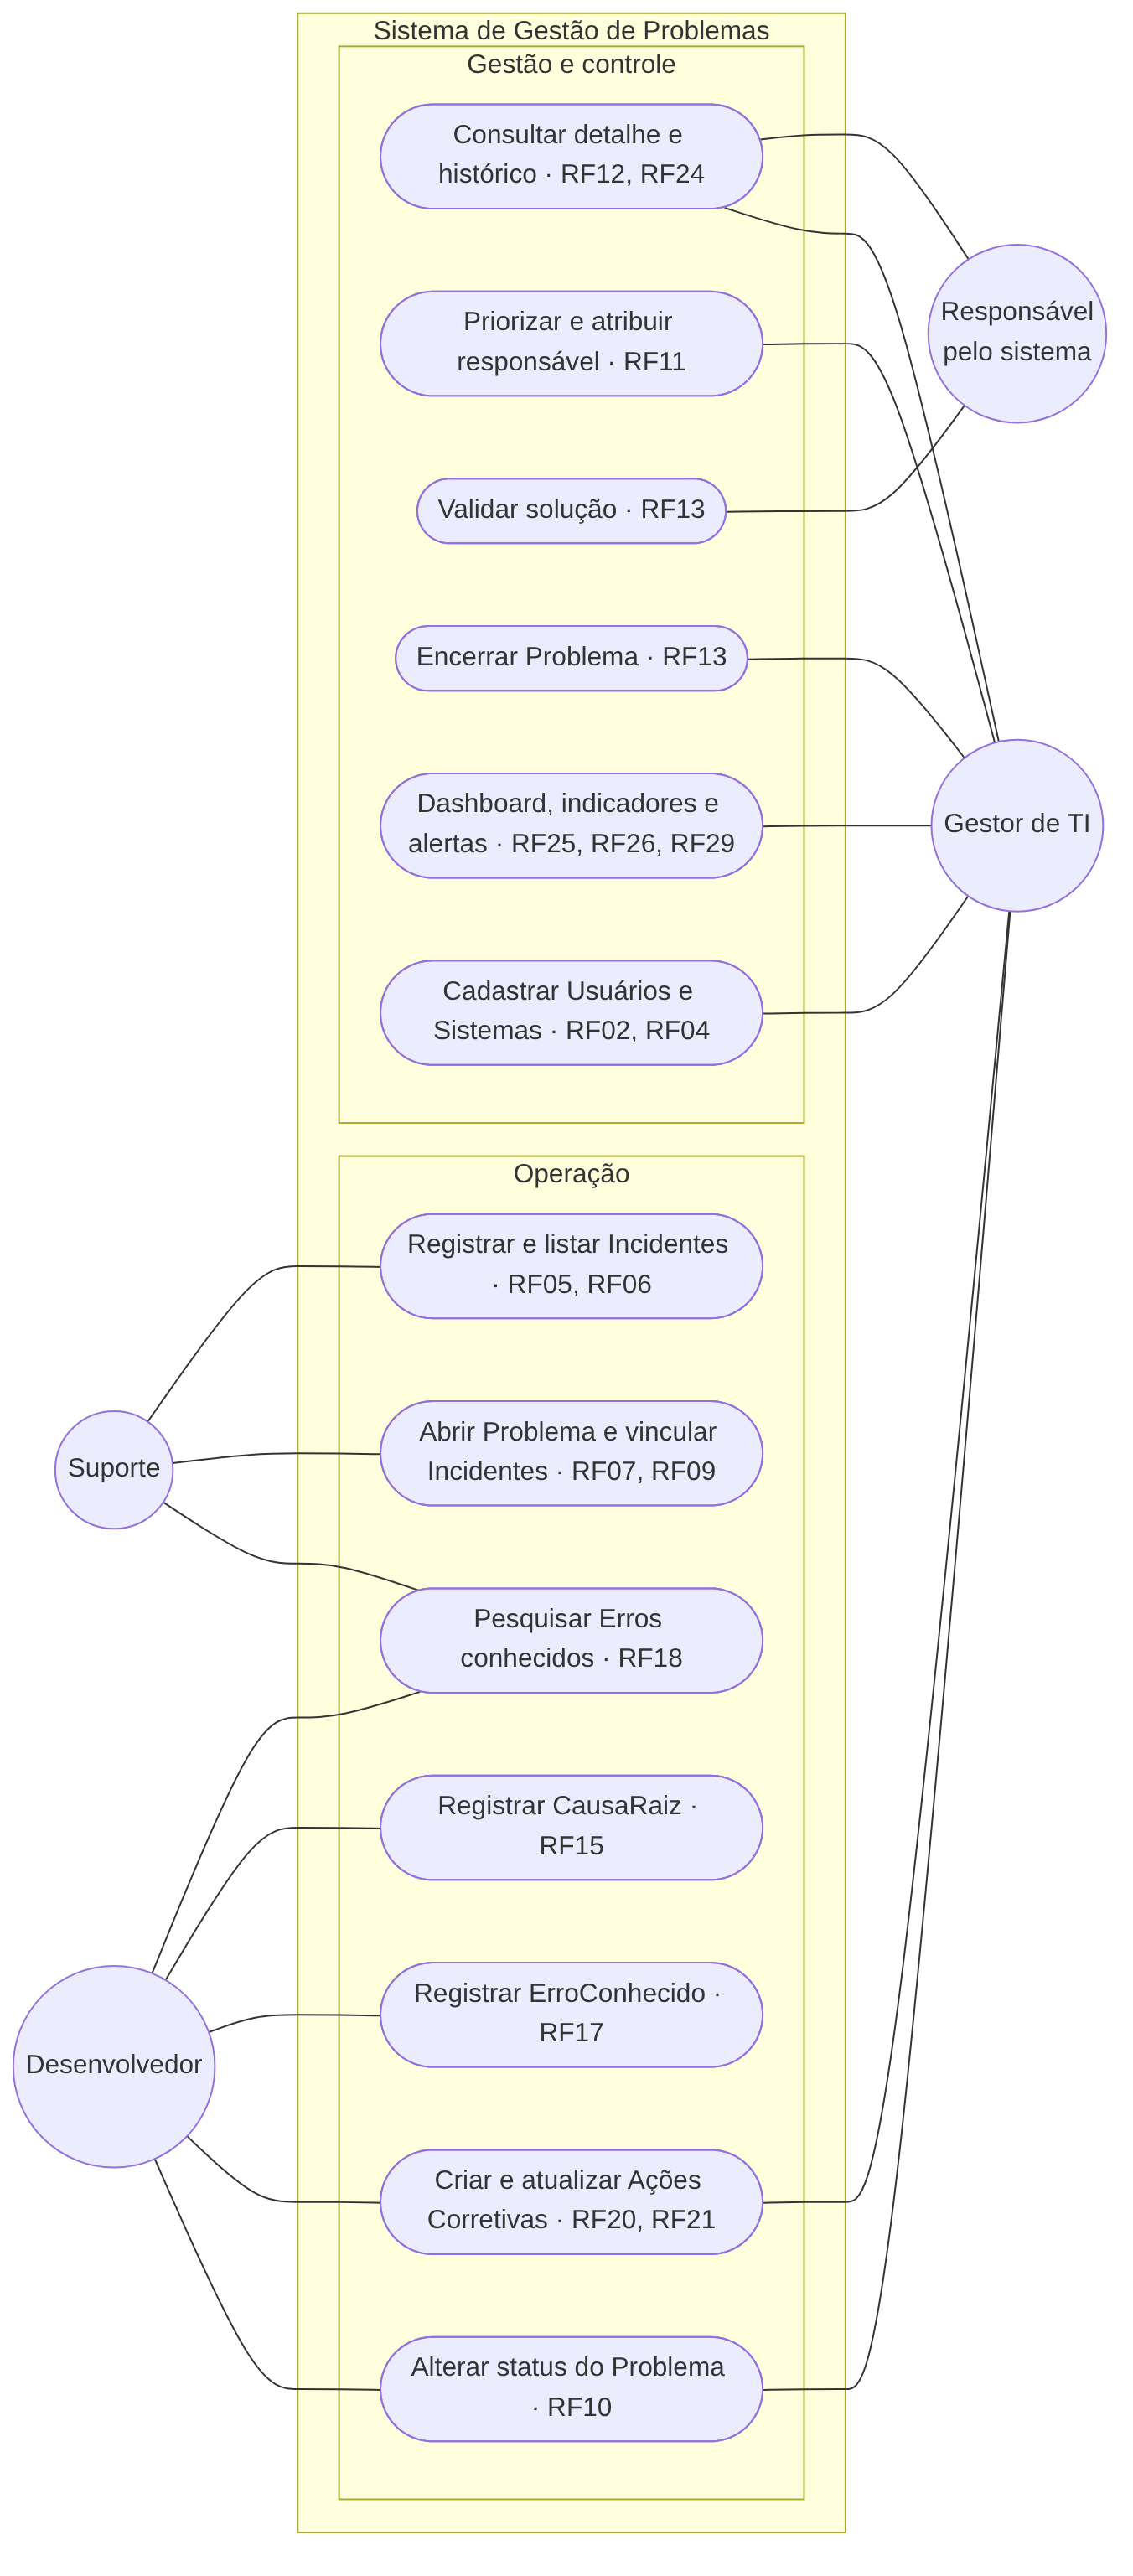 Sistema de Gestão de Problemas
Gestão e controle
Consultar detalhe e
histórico · RF12, RF24
Priorizar e atribuir
responsável · RF11
Validar solução · RF13
Encerrar Problema · RF13
Dashboard, indicadores e
alertas · RF25, RF26, RF29
Cadastrar Usuários e
Sistemas · RF02, RF04
Responsável
pelo sistema
Gestor de TI
Operação
Registrar e listar Incidentes
· RF05, RF06
Abrir Problema e vincular
Incidentes · RF07, RF09
Pesquisar Erros
conhecidos · RF18
Registrar CausaRaiz ·
RF15
Registrar ErroConhecido ·
RF17
Criar e atualizar Ações
Corretivas · RF20, RF21
Alterar status do Problema
· RF10
Suporte
Desenvolvedor